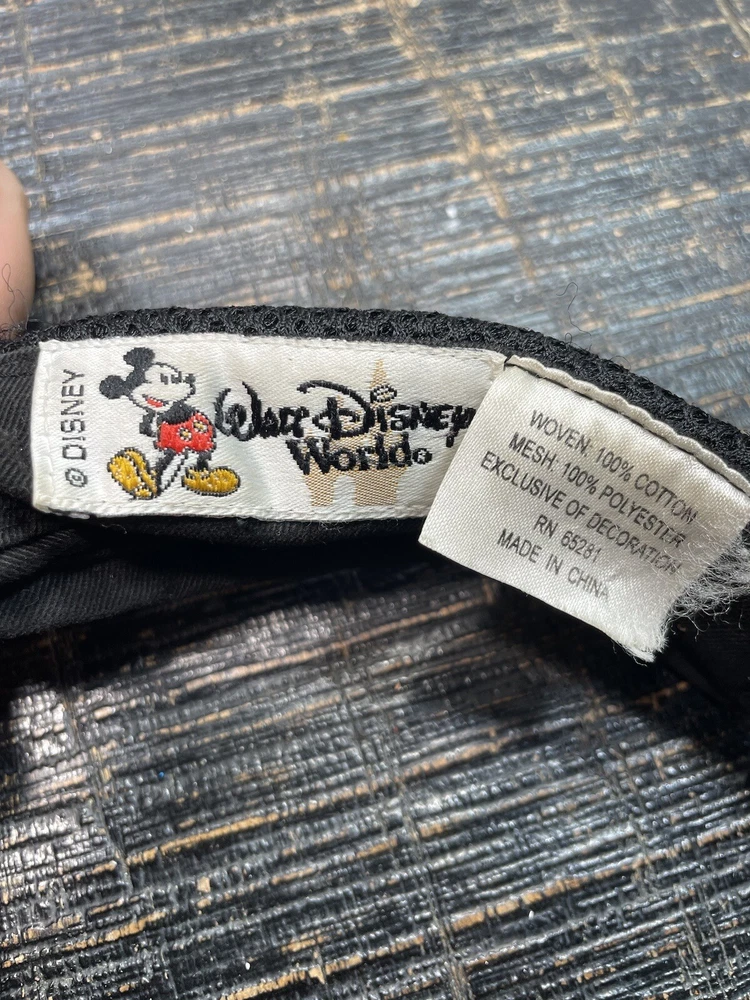 © DISNEY
Walt Disney
World®
WOVEN: 100% COTTON
MESH: 100% POLYESTER
EXCLUSIVE OF DECORATION
RN 65281
MADE IN CHINA